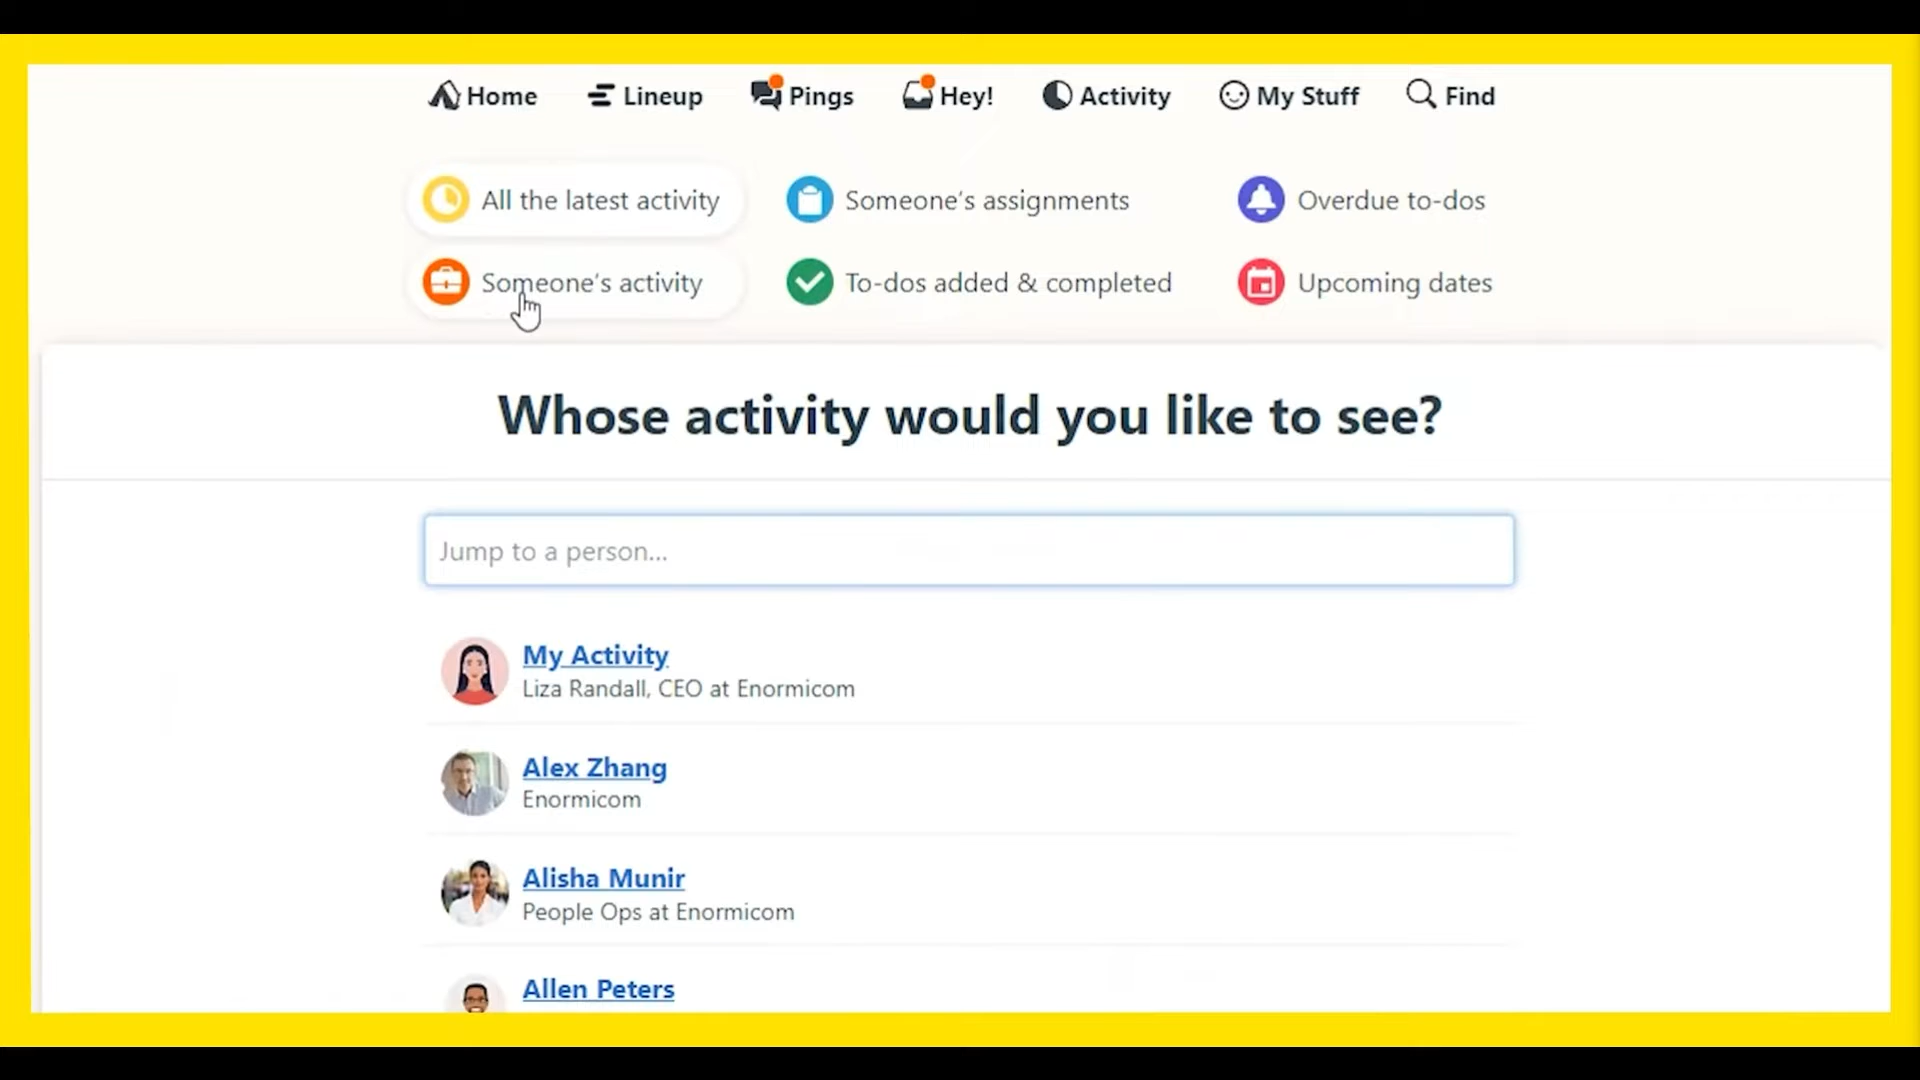 Home Lineup Pings Hey! Activity My Stuff Find
All the latest activity Someone's assignments Overdue to-dos
Someone's activity To-dos added & completed Upcoming dates
Whose activity would you like to see?
Jump to a person...
My Activity
Liza Randall, CEO at Enormicom
Alex Zhang
Enormicom
Alisha Munir
People Ops at Enormicom
Allen Peters